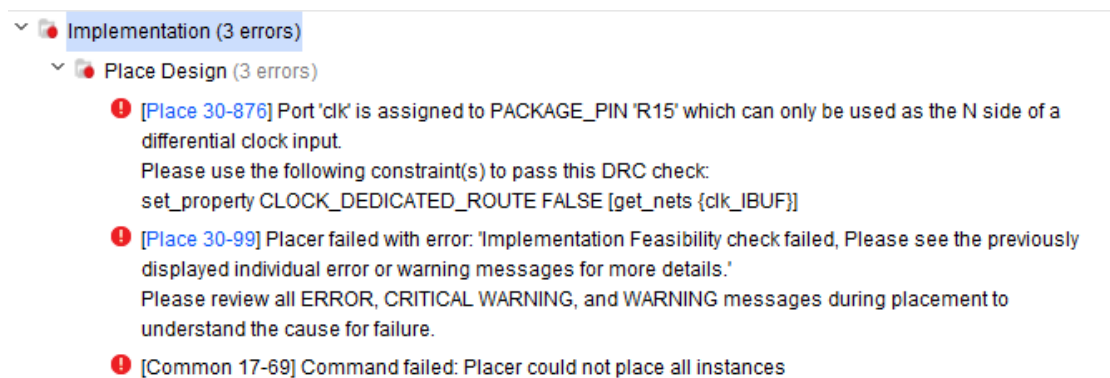 Implementation (3 errors)
Place Design (3 errors)
[Place 30-876] Port 'clk' is assigned to PACKAGE_PIN 'R15' which can only be used as the N side of a
differential clock input.
Please use the following constraint(s) to pass this DRC check:
set_property CLOCK_DEDICATED_ROUTE FALSE [get_nets {clk_IBUF}]
[Place 30-99] Placer failed with error: 'Implementation Feasibility check failed, Please see the previously
displayed individual error or warning messages for more details.'
Please review all ERROR, CRITICAL WARNING, and WARNING messages during placement to
understand the cause for failure.
[Common 17-69] Command failed: Placer could not place all instances